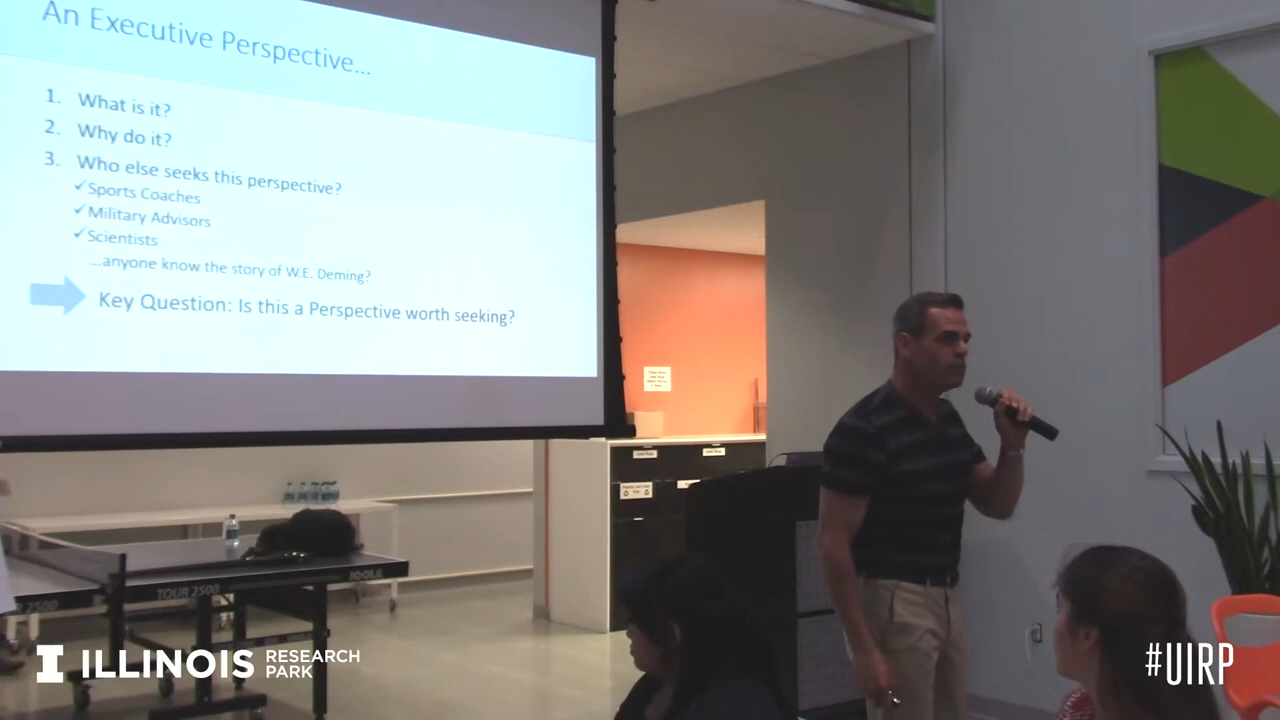 An Executive Perspective...
1. What is it?
2. Why do it?
3. Who else seeks this perspective?
✓Sports Coaches
✓Military Advisors
✓Scientists
...anyone know the story of W.E. Deming?
Key Question: Is this a Perspective worth seeking?
TOUR 2500
JOOLA
2500
I ILLINOIS RESEARCH PARK
#UIRP